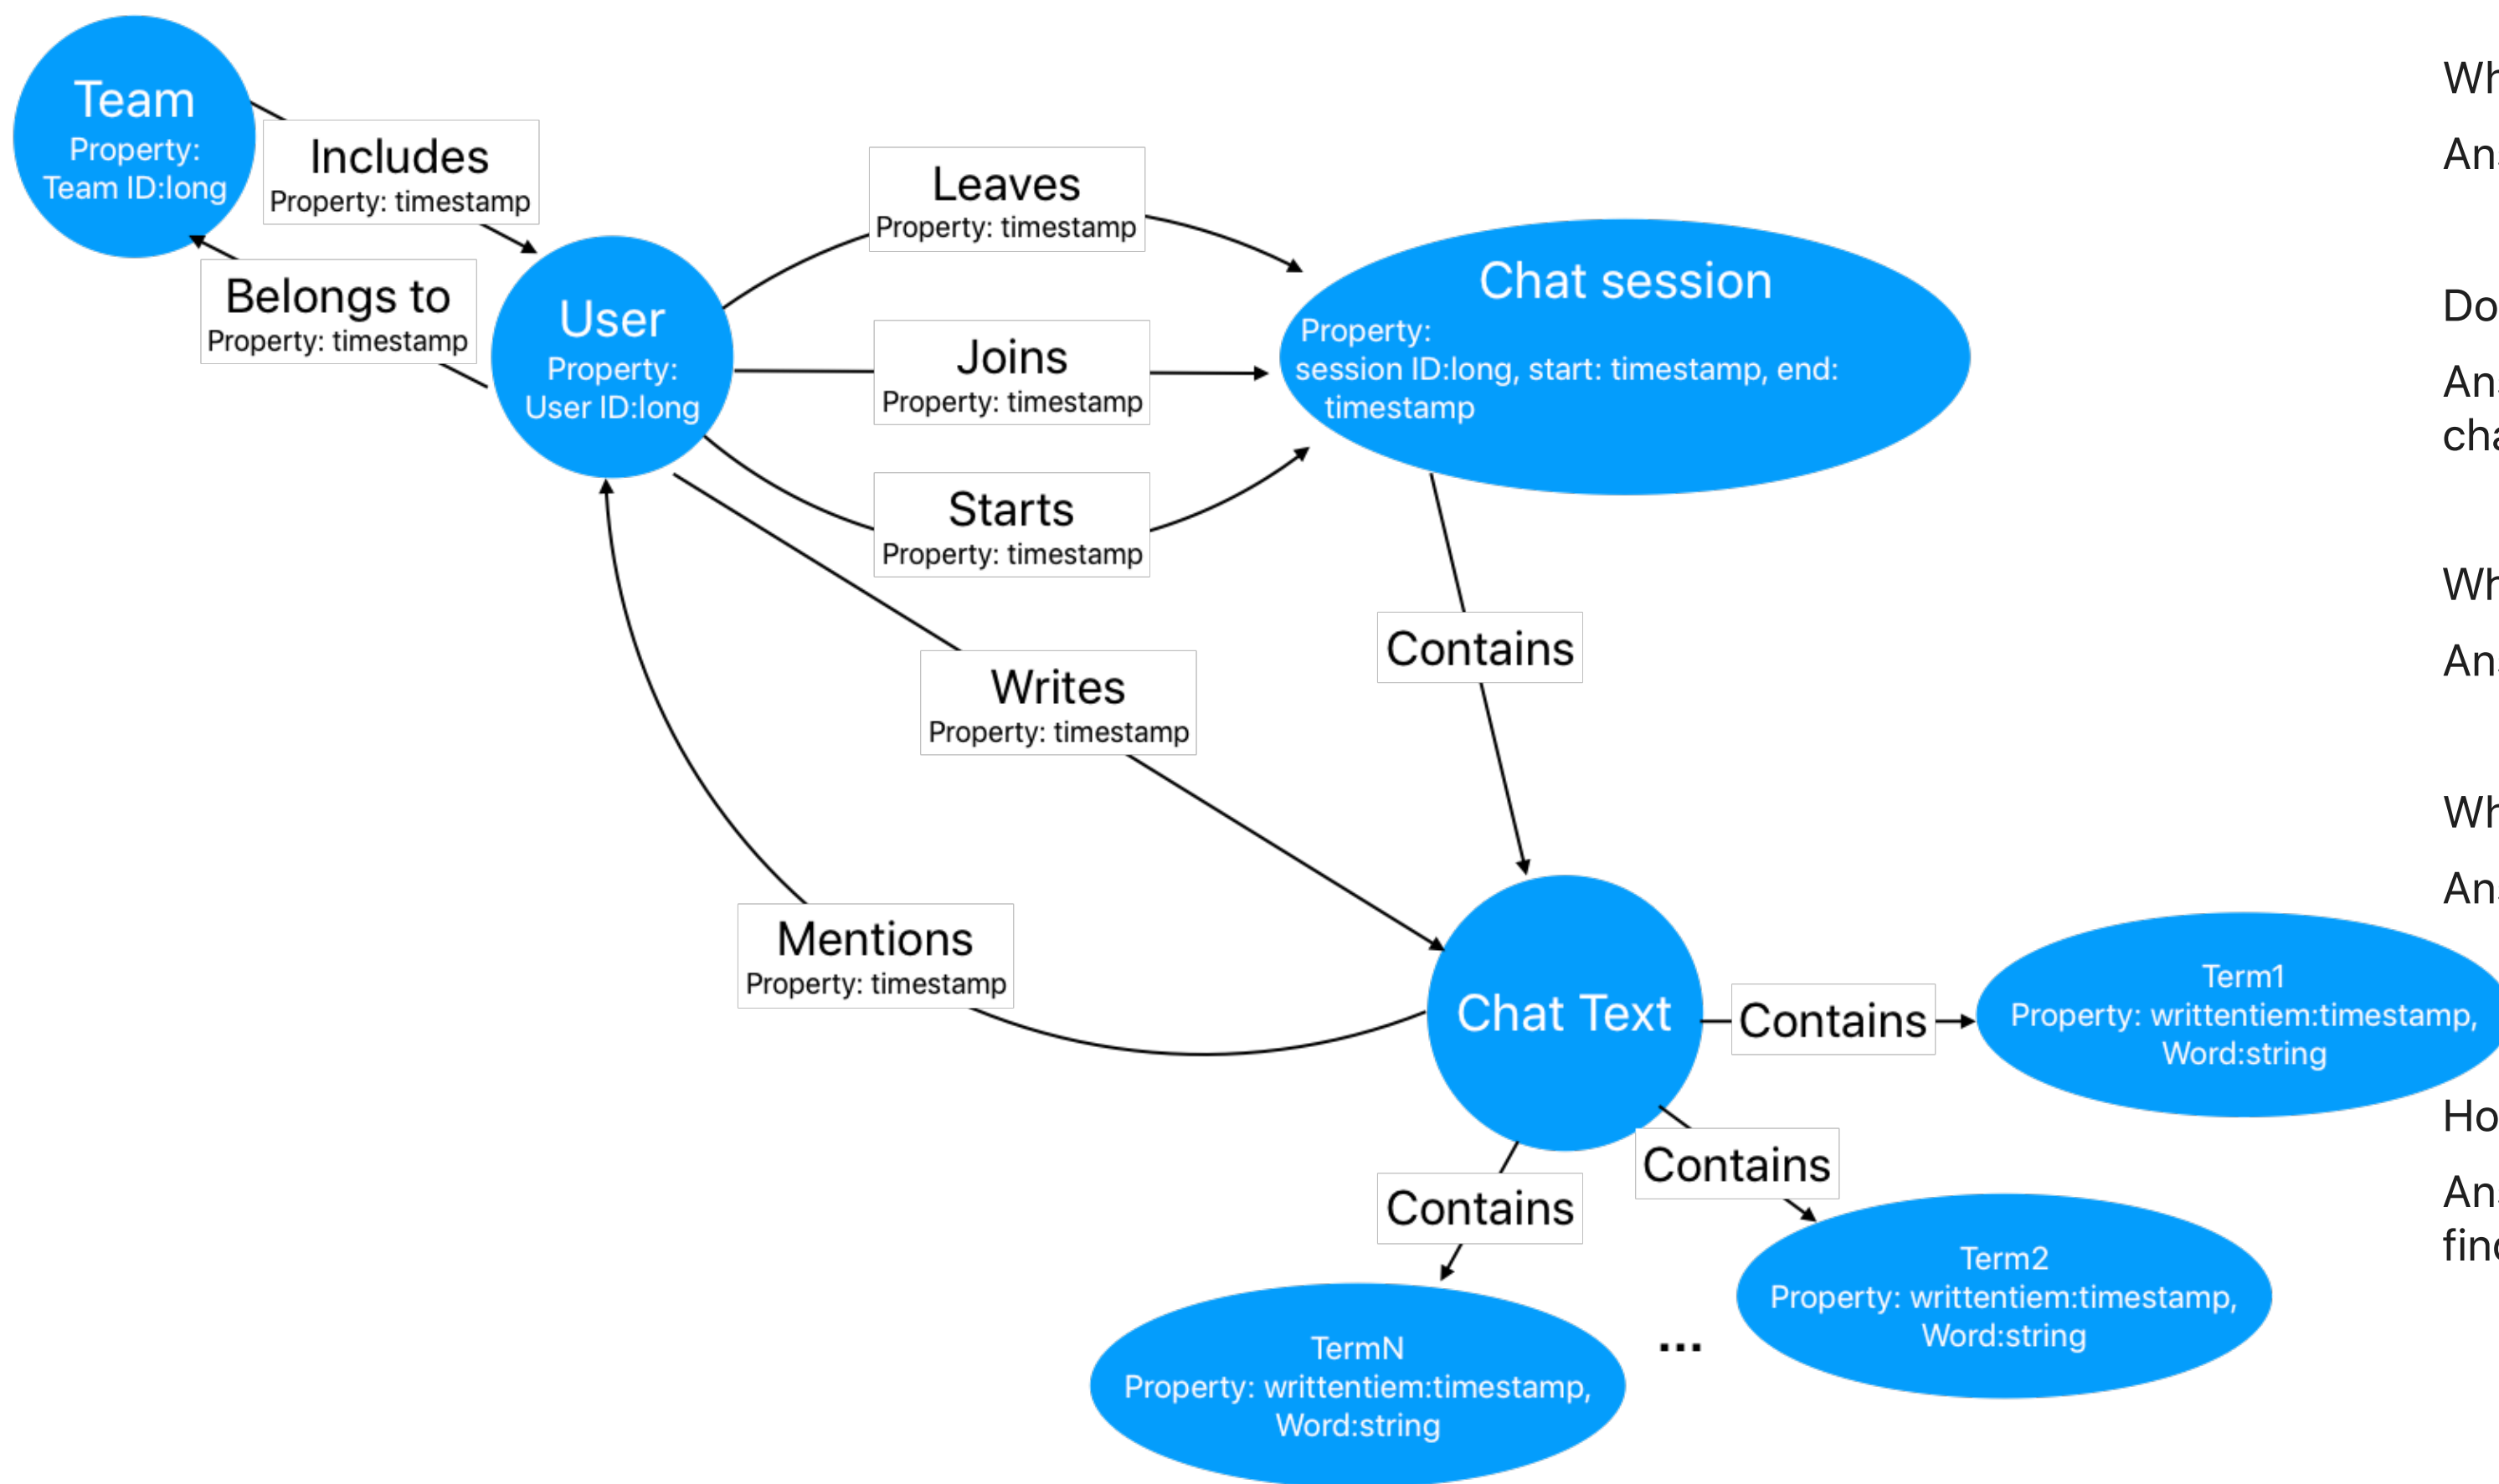 Team
Property:
Team ID:long
Includes
Property: timestamp
Belongs to
Property: timestamp
User
Property:
User ID:long
Leaves
Property: timestamp
Joins
Property: timestamp
Starts
Property: timestamp
Chat session
Property:
session ID:long, start: timestamp, end:
timestamp
Contains
Writes
Property: timestamp
Mentions
Property: timestamp
Chat Text
Contains
Term1
Property: writtentiem:timestamp,
Word:string
Contains
Term2
Property: writtentiem:timestamp,
Word:string
...
Contains
TermN
Property: writtentiem:timestamp,
Word:string